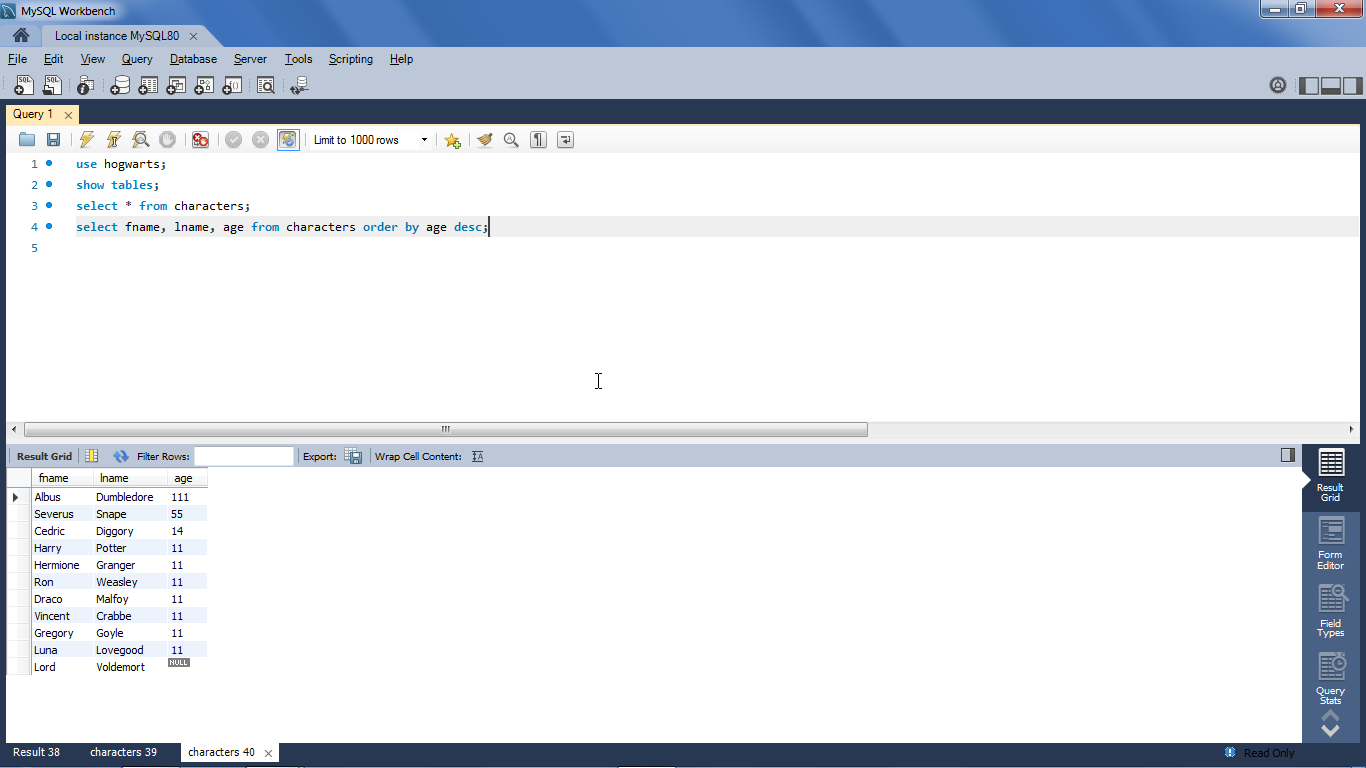 MySQL Workbench
Local instance MySQL80
File Edit View Query Database Server Tools Scripting Help
Query 1
Limit to 1000 rows
1 use hogwarts;
2 show tables;
3 select * from characters;
4 select fname, lname, age from characters order by age desc;
5
Result Grid Filter Rows: Export: Wrap Cell Content:
fname lname age
Albus Dumbledore 111
Severus Snape 55
Cedric Diggory 14
Harry Potter 11
Hermione Granger 11
Ron Weasley 11
Draco Malfoy 11
Vincent Crabbe 11
Gregory Goyle 11
Luna Lovegood 11
Lord Voldemort NULL
Result
Grid
Form
Editor
Field
Types
Query
Stats
Result 38 characters 39 characters 40 Read Only